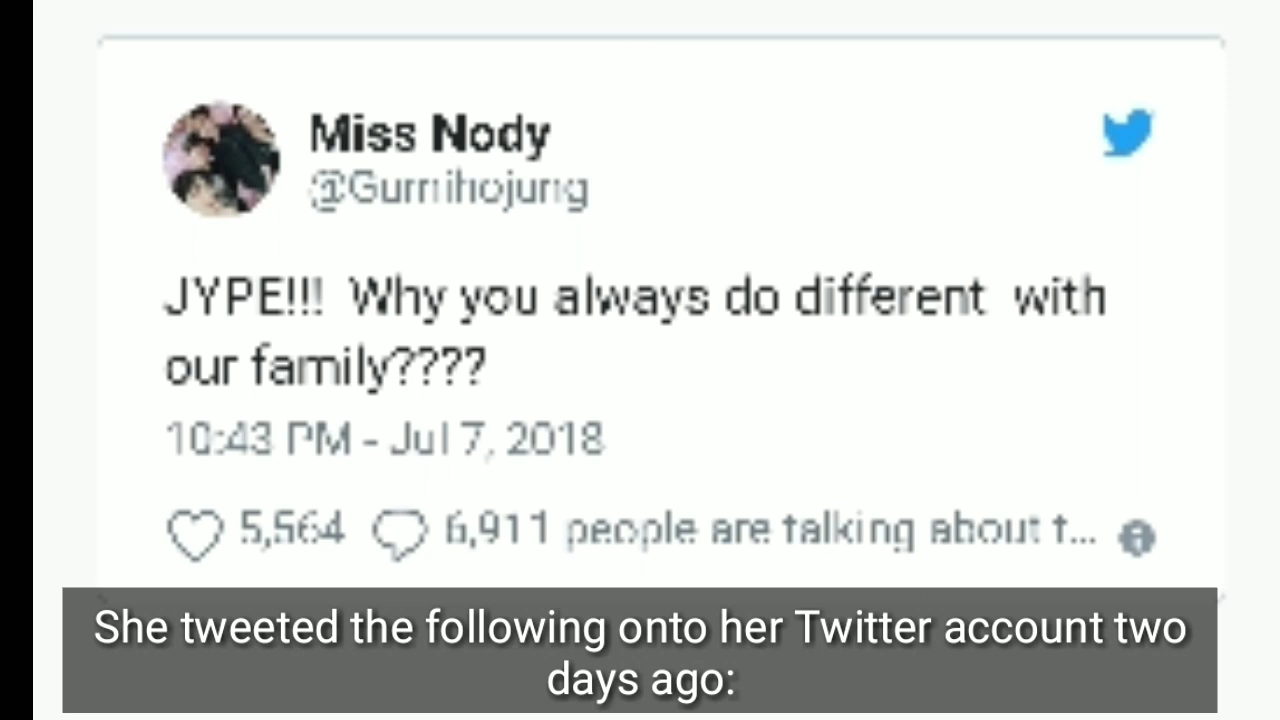 Miss Nody
@Gumihojung
JYPE!!! Why you always do different with
our family????
10:43 PM - Jul 7, 2018
5,564 6,911 people are talking about t...
She tweeted the following onto her Twitter account two
days ago: